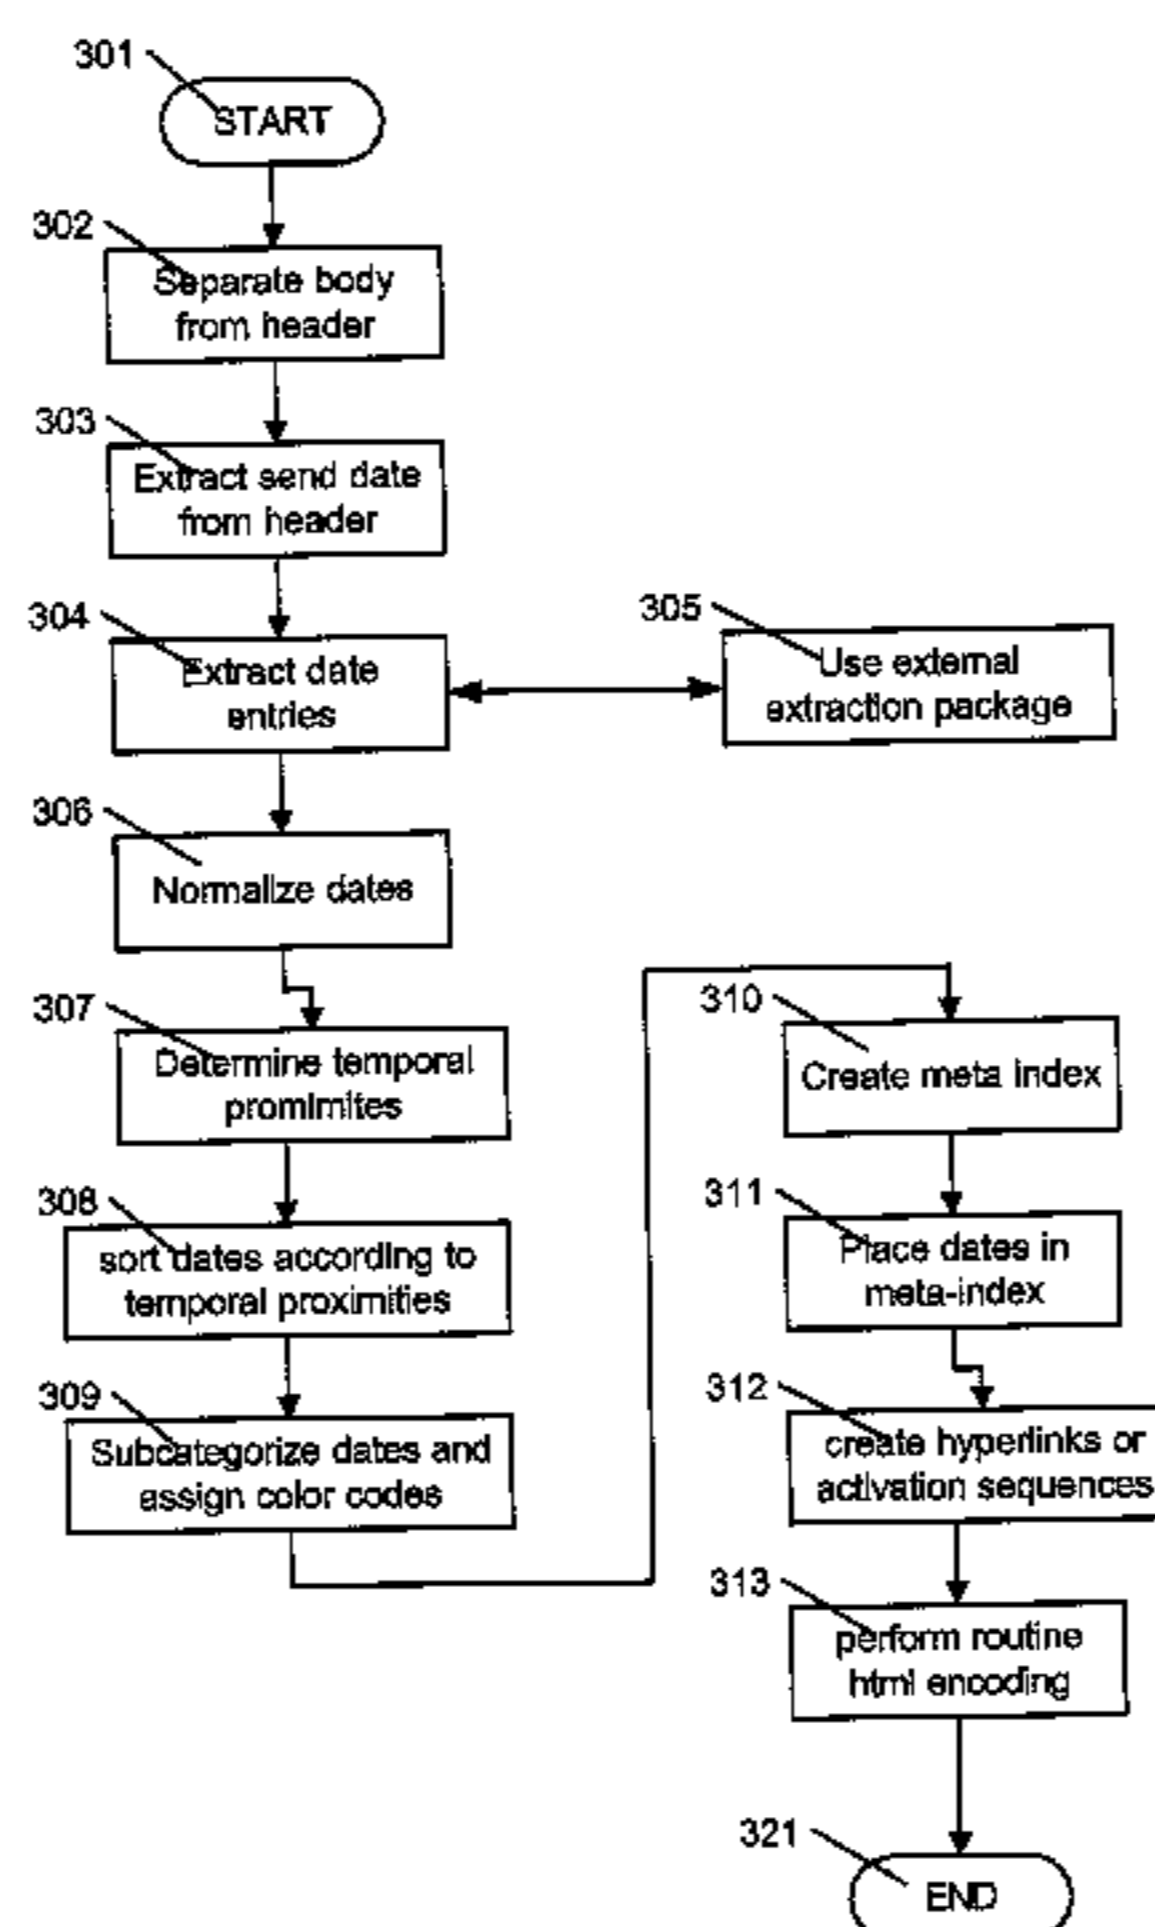 301
START
302
Separate body
from header
303
Extract send date
from header
304
Extract date
entries
305
Use external
extraction package
306
Normalize dates
307
Determine temporal
promimites
308
sort dates according to
temporal proximities
309
Subcategorize dates and
assign color codes
310
Create meta index
311
Place dates in
meta-index
312
create hyperlinks or
activation sequences
313
perform routine
html encoding
321
END